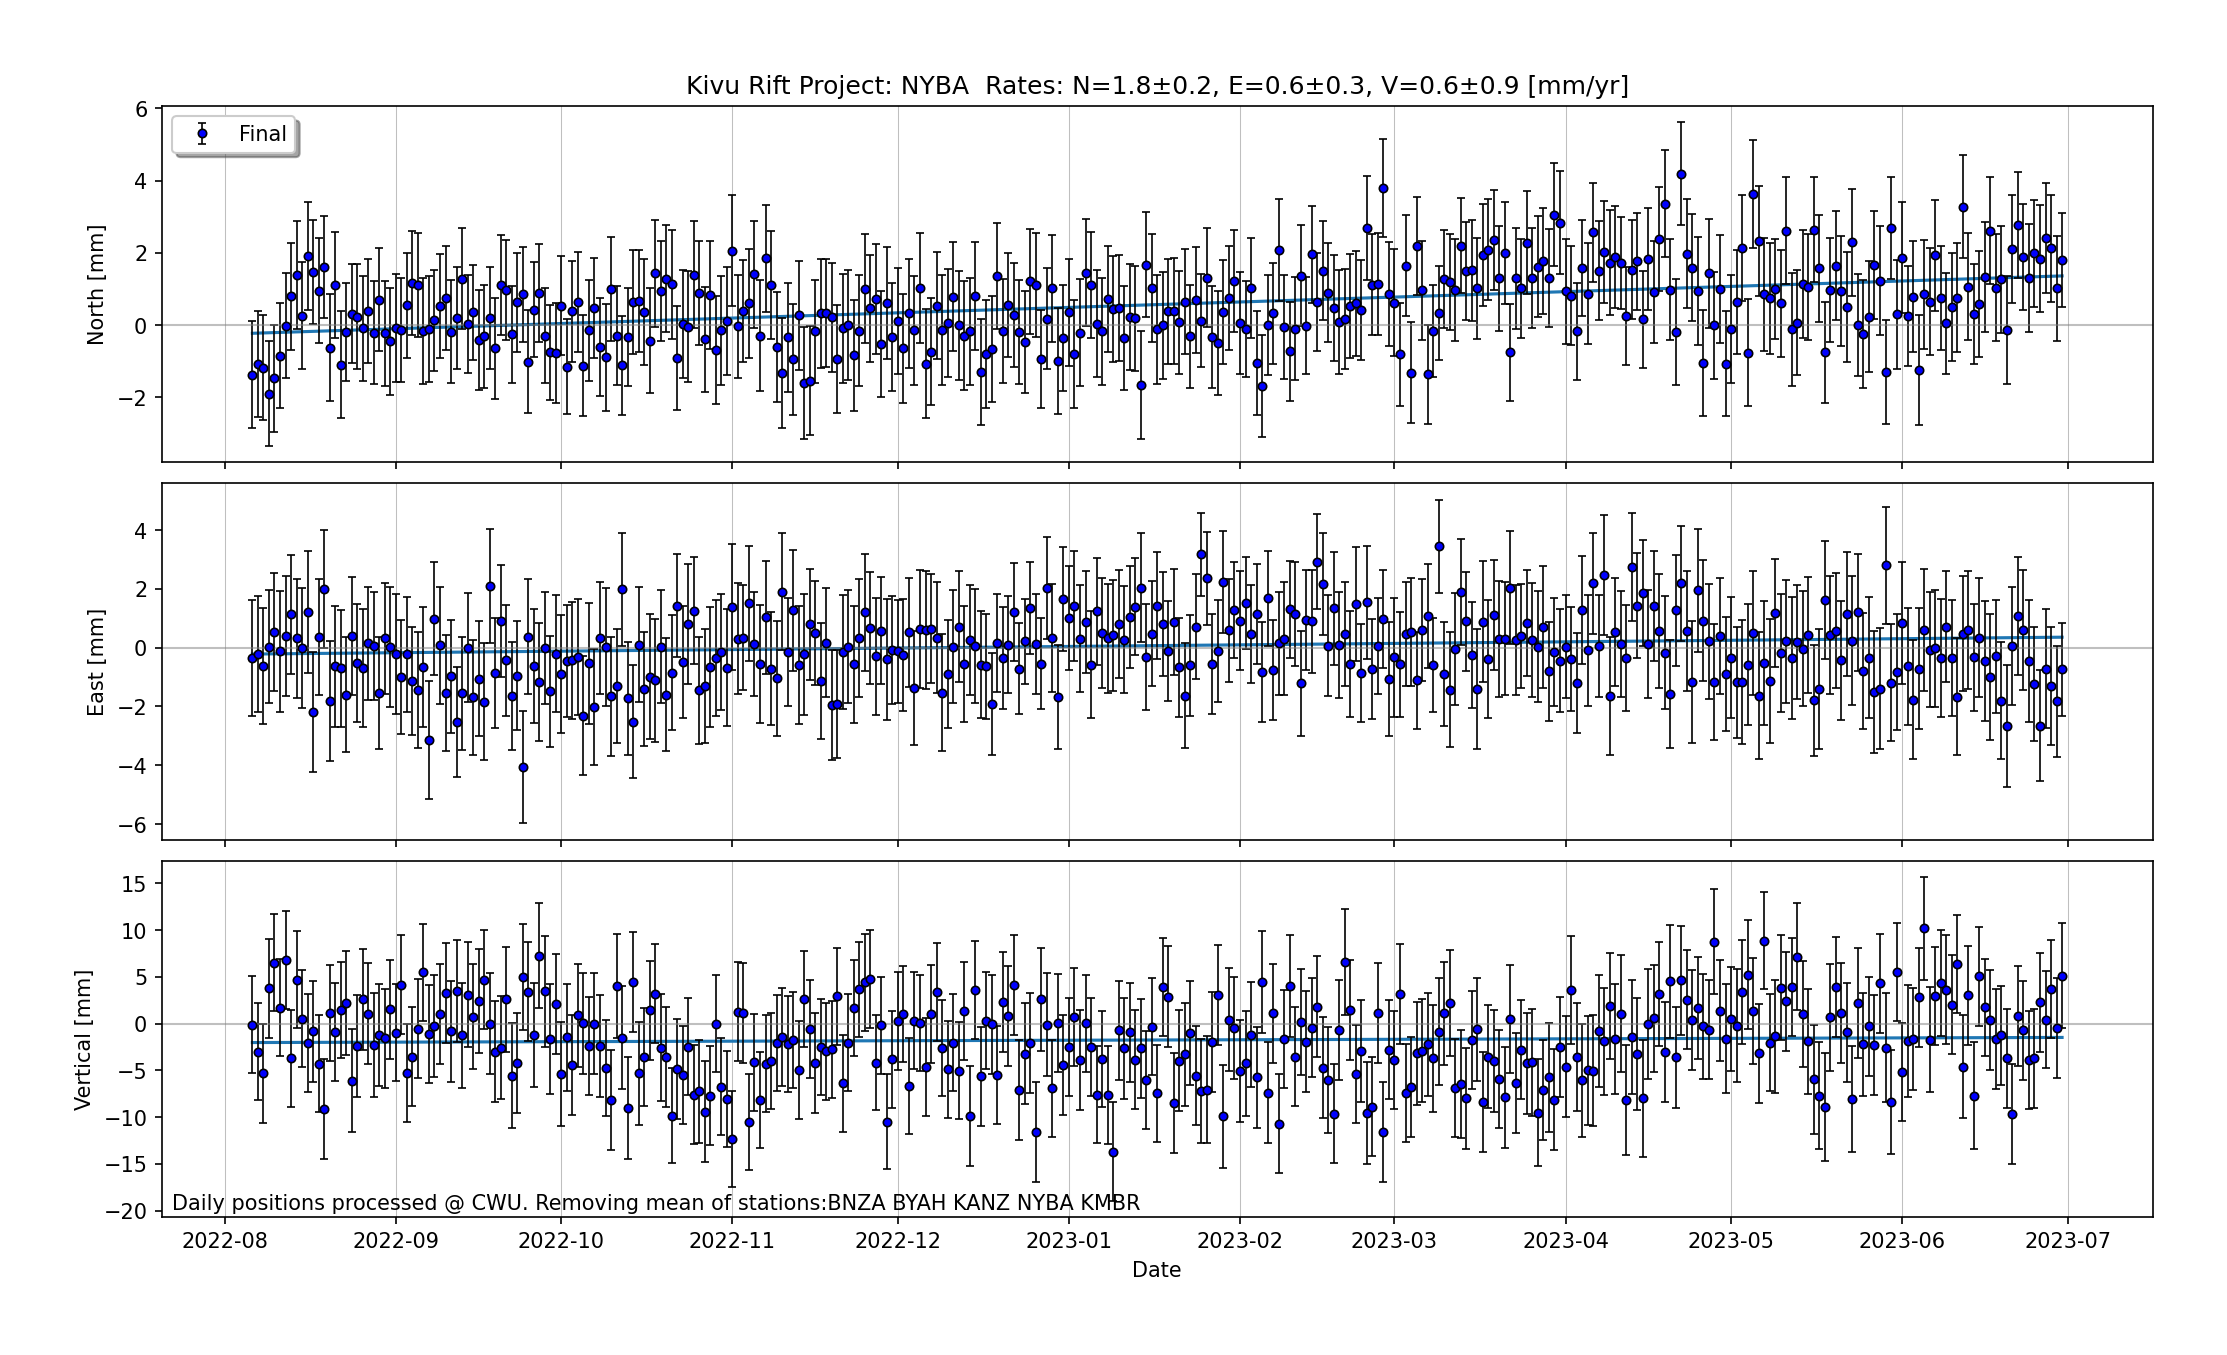 Kivu Rift Project: NYBA  Rates: N=1.8±0.2, E=0.6±0.3, V=0.6±0.9 [mm/yr]
Final
North [mm]
6
4
2
0
−2
East [mm]
4
2
0
−2
−4
−6
Vertical [mm]
15
10
5
0
−5
−10
−15
−20
Daily positions processed @ CWU. Removing mean of stations:BNZA BYAH KANZ NYBA KMBR
2022-08 2022-09 2022-10 2022-11 2022-12 2023-01 2023-02 2023-03 2023-04 2023-05 2023-06 2023-07
Date